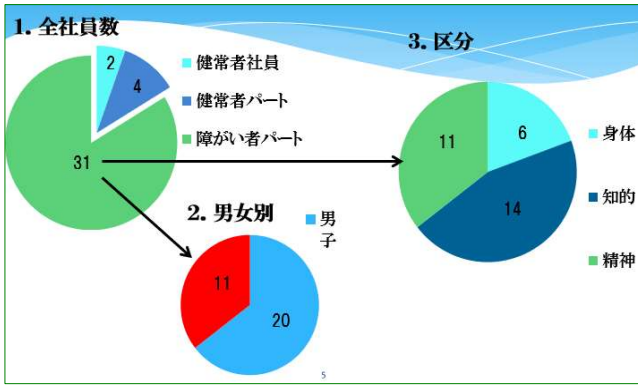 1. 全社員数
2
4
31
健常者社員
健常者パート
障がい者パート
3. 区分
11
6
14
身体
知的
精神
2. 男女別
11
20
男
子
5